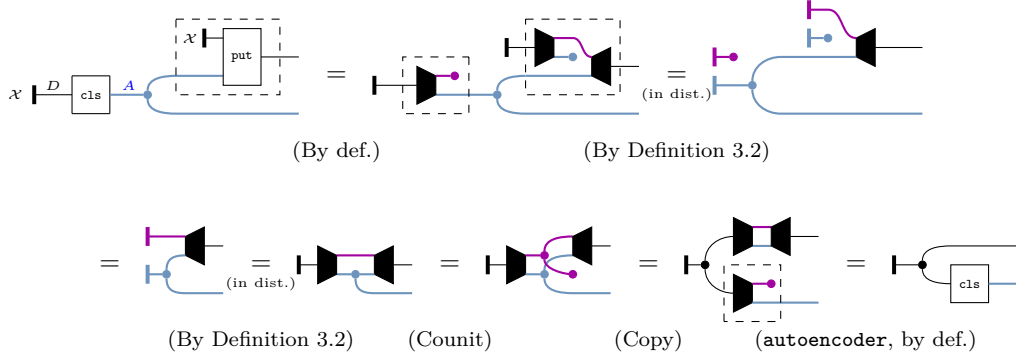 𝒳
put
𝒳 D cls A = = (in dist.)
(By def.) (By Definition 3.2)
= = (in dist.) = = = cls
(By Definition 3.2) (Counit) (Copy) (autoencoder, by def.)